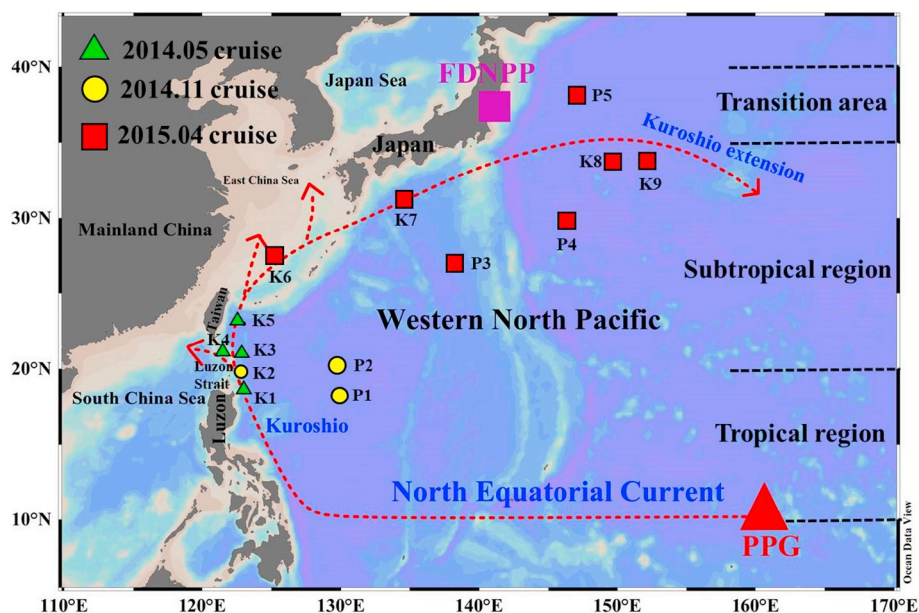 2014.05 cruise
2014.11 cruise
2015.04 cruise
Japan Sea
FDNPP
P5
Transition area
Japan
Kuroshio extension
K8
K9
East China Sea
K7
Mainland China
P4
K6
P3
Subtropical region
Taiwan
K5
Western North Pacific
K4
K3
P2
Luzon
Strait
K2
South China Sea
K1
P1
Luzon
Kuroshio
Tropical region
North Equatorial Current
PPG
40°N
30°N
20°N
10°N
110°E
120°E
130°E
140°E
150°E
160°E
170°E
Ocean Data View